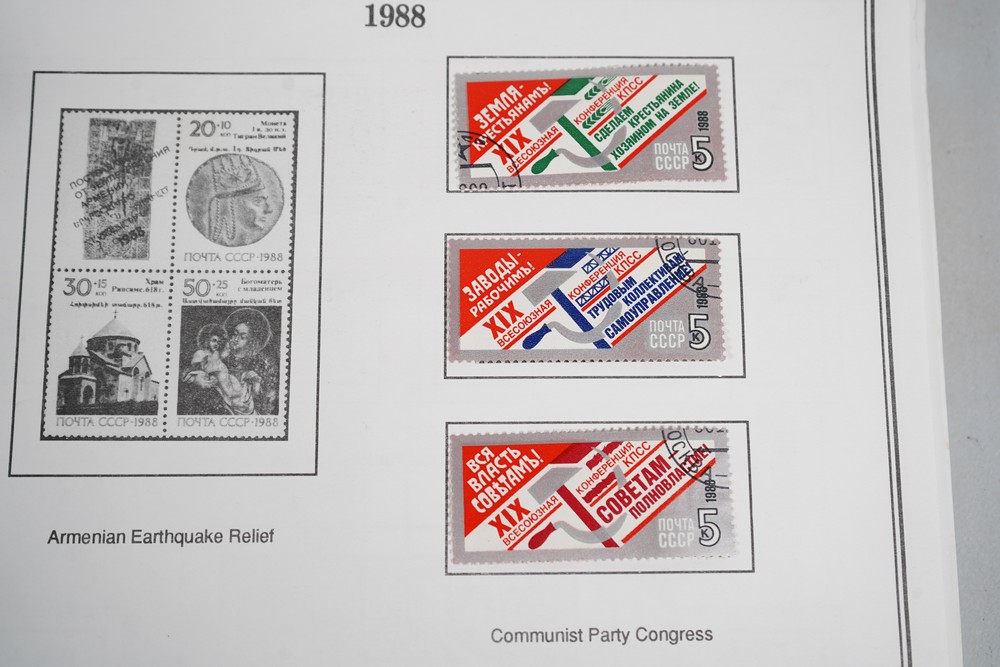 1988
20+10
коп
Монета
I в. до н.э.
Тигран Великий
ПОЧТА СССР·1988
30+15
коп
Храм
Рипсиме. 618 г.
ПОЧТА СССР·1988
50+25
коп
Богоматерь
с младенцем
ПОЧТА СССР·1988
Armenian Earthquake Relief
ЗЕМЛЯ-
КРЕСТЬЯНАМ!
XIX
ВСЕСОЮЗНАЯ
КОНФЕРЕНЦИЯ
КПСС
СДЕЛАЕМ
КРЕСТЬЯНИНА
ХОЗЯИНОМ НА ЗЕМЛЕ!
ПОЧТА
СССР
5
К
1988
ЗАВОДЫ-
РАБОЧИМ!
XIX
ВСЕСОЮЗНАЯ
КОНФЕРЕНЦИЯ
КПСС
ТРУДОВЫМ
КОЛЛЕКТИВАМ-
САМОУПРАВЛЕНИЕ!
ПОЧТА
СССР
5
К
1988
ВСЯ
ВЛАСТЬ
СОВЕТАМ!
XIX
ВСЕСОЮЗНАЯ
КОНФЕРЕНЦИЯ
КПСС
СОВЕТАМ-
ПОЛНОВЛАСТИЕ!
ПОЧТА
СССР
5
К
1988
Communist Party Congress